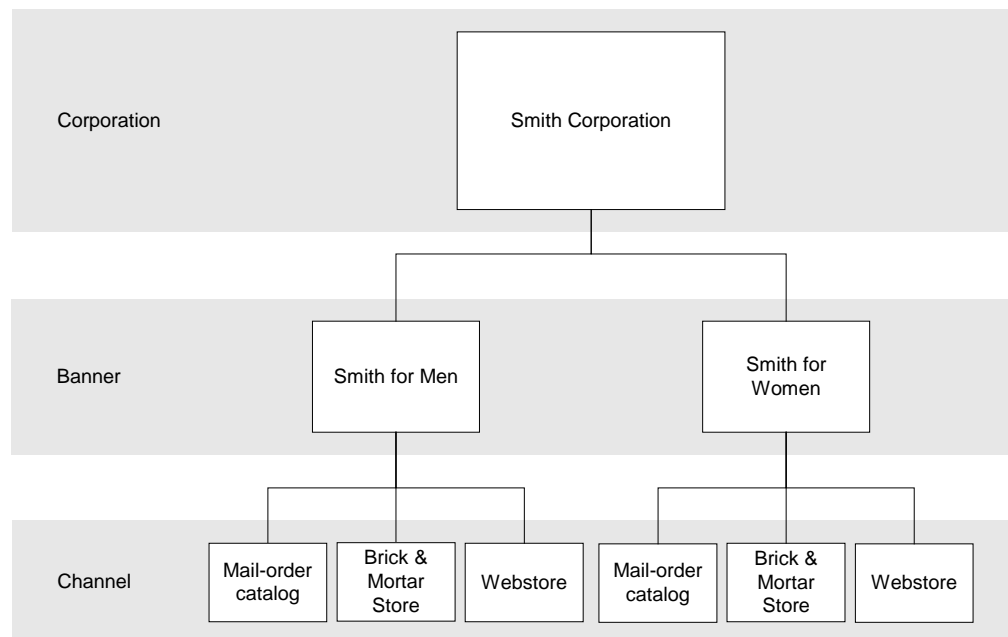 Corporation
Smith Corporation
Banner
Smith for Men
Smith for
Women
Channel
Mail-order
catalog
Brick &
Mortar
Store
Webstore
Mail-order
catalog
Brick &
Mortar
Store
Webstore